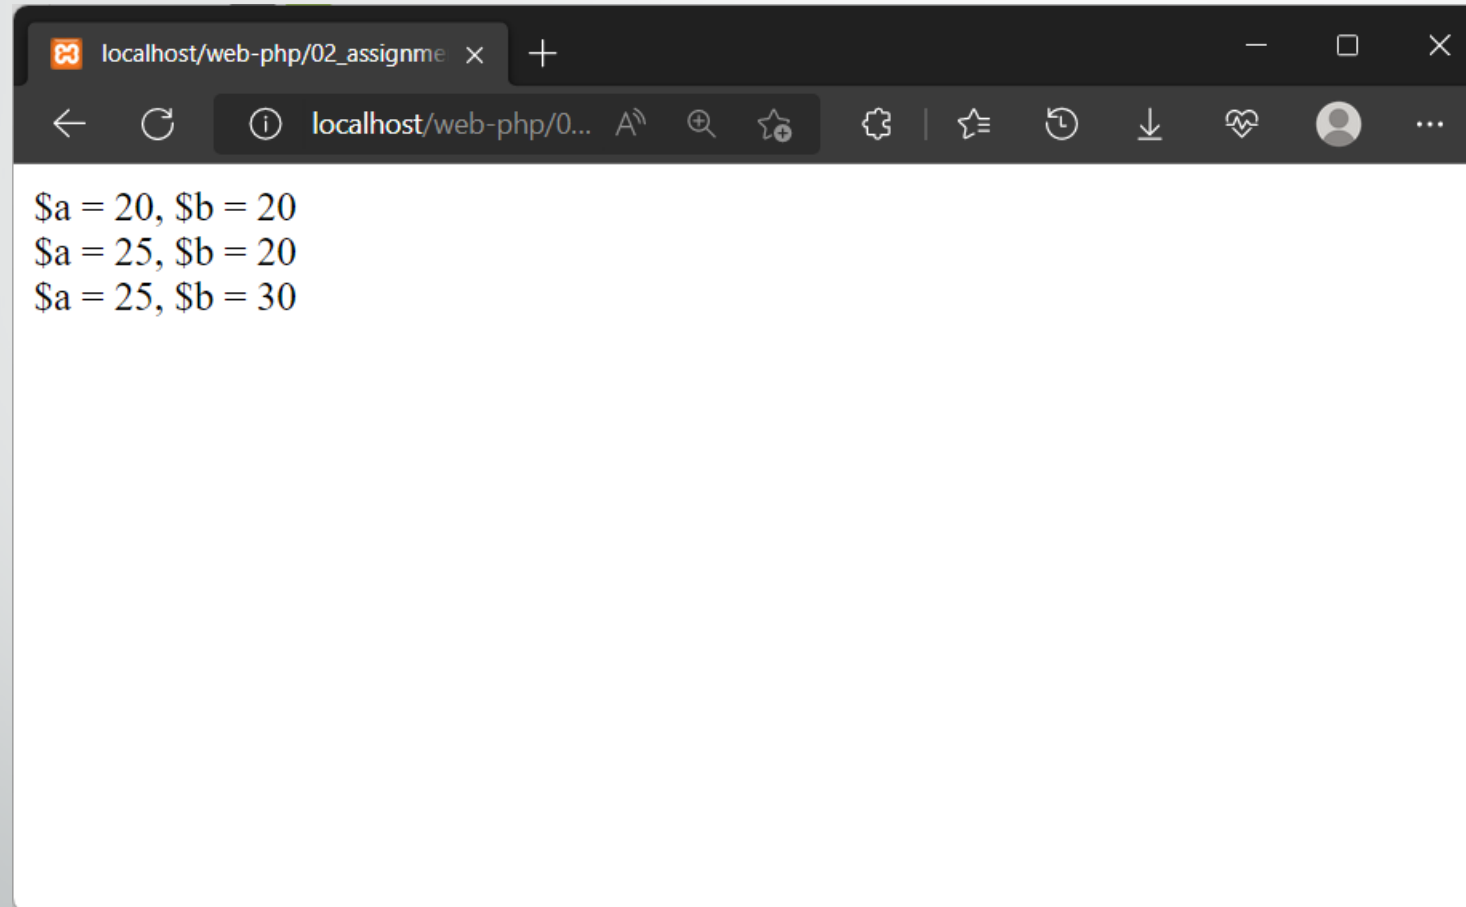 localhost/web-php/02_assignme
localhost/web-php/0...
$a = 20, $b = 20
$a = 25, $b = 20
$a = 25, $b = 30